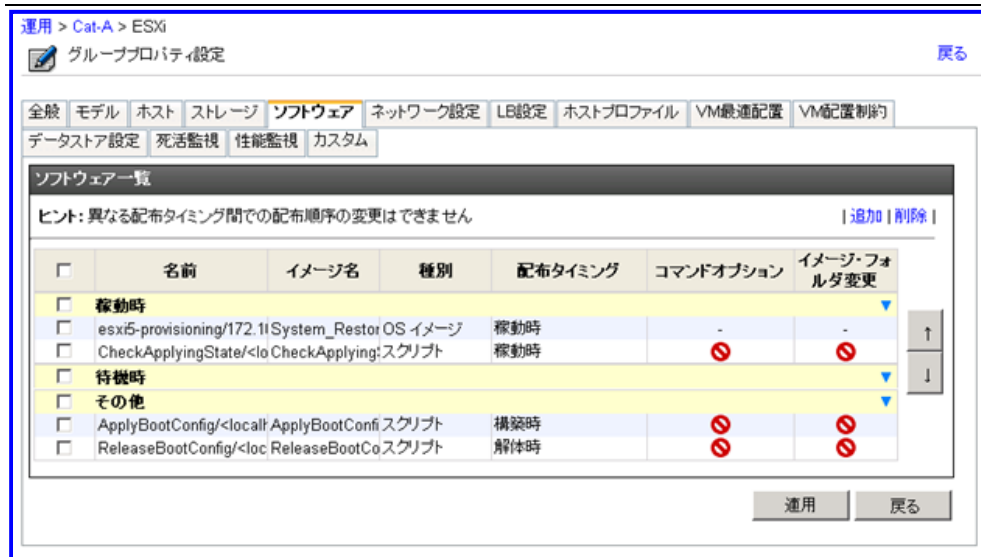 運用 > Cat-A > ESXi
グループプロパティ設定
戻る
全般 モデル ホスト ストレージ ソフトウェア ネットワーク設定 LB設定 ホストプロファイル VM最適配置 VM配置制約
データストア設定 死活監視 性能監視 カスタム
ソフトウェア一覧
ヒント: 異なる配布タイミング間での配布順序の変更はできません
| 追加 | 削除 |
名前 イメージ名 種別 配布タイミング コマンドオプション イメージ・フォルダ変更
稼動時
esxi5-provisioning/172.1 System_Restor OS イメージ 稼動時 - -
CheckApplyingState/<lo CheckApplying スクリプト 稼動時
待機時
その他
ApplyBootConfig/<local ApplyBootConfi スクリプト 構築時
ReleaseBootConfig/<loc ReleaseBootCo スクリプト 解体時
↑
↓
適用 戻る